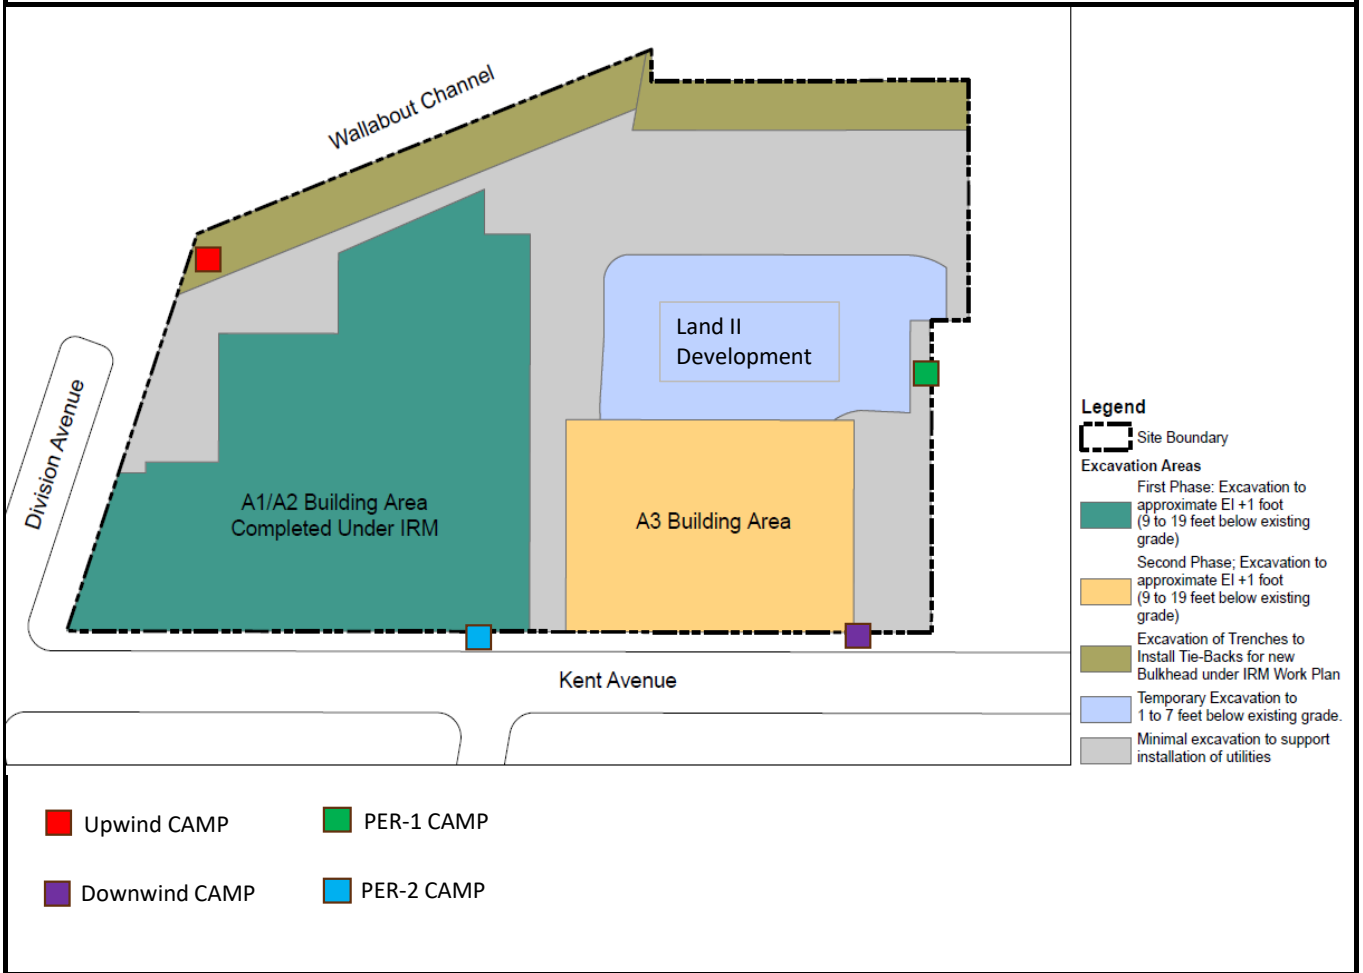 Wallabout Channel
Division Avenue
Land II
Development
A1/A2 Building Area
Completed Under IRM
A3 Building Area
Kent Avenue
Legend
Site Boundary
Excavation Areas
First Phase: Excavation to
approximate El +1 foot
(9 to 19 feet below existing
grade)
Second Phase; Excavation to
approximate El +1 foot
(9 to 19 feet below existing
grade)
Excavation of Trenches to
Install Tie-Backs for new
Bulkhead under IRM Work Plan
Temporary Excavation to
1 to 7 feet below existing grade.
Minimal excavation to support
installation of utilities
Upwind CAMP
PER-1 CAMP
Downwind CAMP
PER-2 CAMP